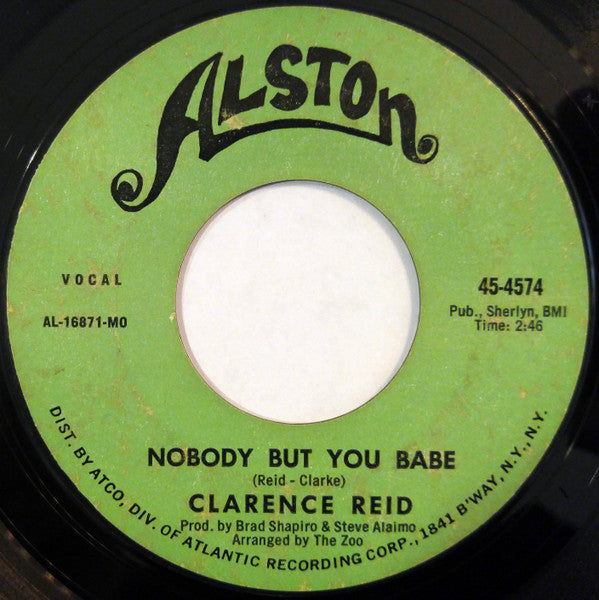 ALSTON
VOCAL
AL-16871-MO
45-4574
Pub., Sherlyn, BMI
Time: 2:46
NOBODY BUT YOU BABE
(Reid - Clarke)
CLARENCE REID
Prod. by Brad Shapiro & Steve Alaimo
Arranged by The Zoo
DIST. BY ATCO, DIV. OF ATLANTIC RECORDING CORP., 1841 B'WAY, N.Y., N.Y.